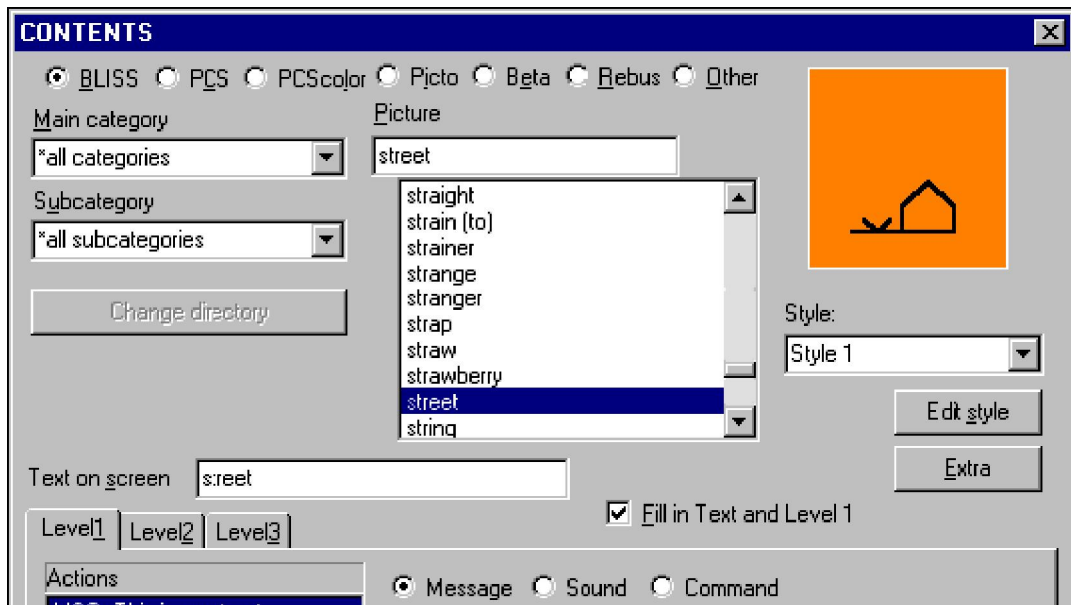 CONTENTS
BLISS PCS PCScolor Picto Beta Rebus Other
Main category
Picture
*all categories
street
Subcategory
*all subcategories
straight
strain (to)
strainer
strange
stranger
strap
straw
strawberry
street
string
Change directory
Style:
Style 1
Edit style
Extra
Text on screen s:reet
Fill in Text and Level 1
Level1 Level2 Level3
Actions
Message Sound Command